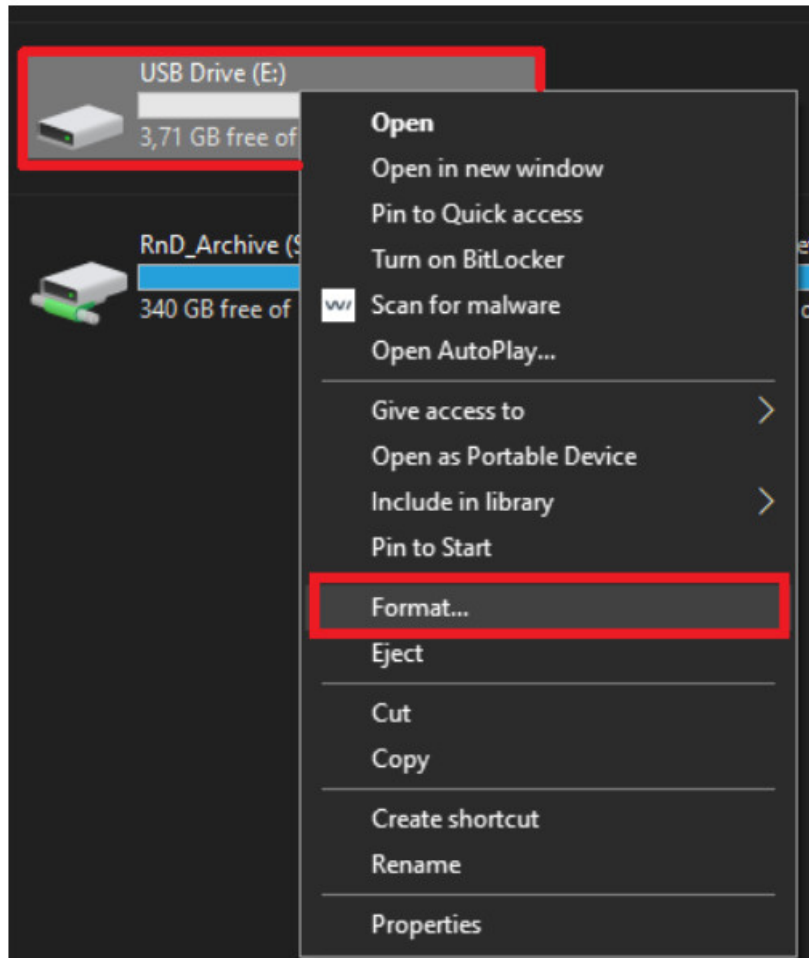 USB Drive (E:)
3,71 GB free of
RnD_Archive (S
340 GB free of
Open
Open in new window
Pin to Quick access
Turn on BitLocker
Scan for malware
Open AutoPlay...
Give access to
Open as Portable Device
Include in library
Pin to Start
Format...
Eject
Cut
Copy
Create shortcut
Rename
Properties